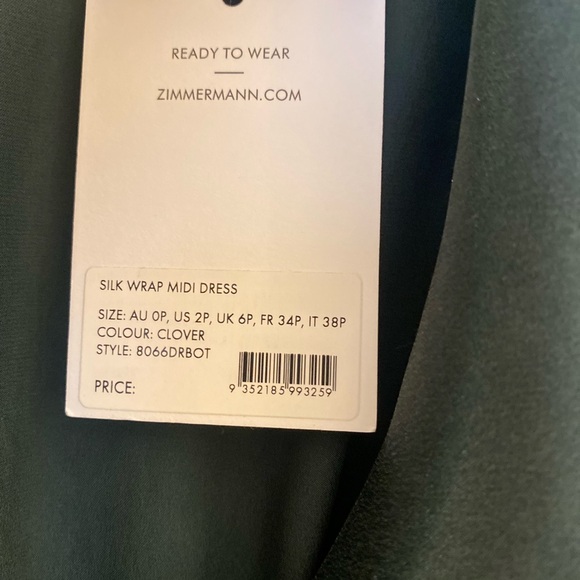 READY TO WEAR
ZIMMERMANN.COM
SILK WRAP MIDI DRESS
SIZE: AU 0P, US 2P, UK 6P, FR 34P, IT 38P
COLOUR: CLOVER
STYLE: 8066DRBOT
PRICE:
9 352185 993259